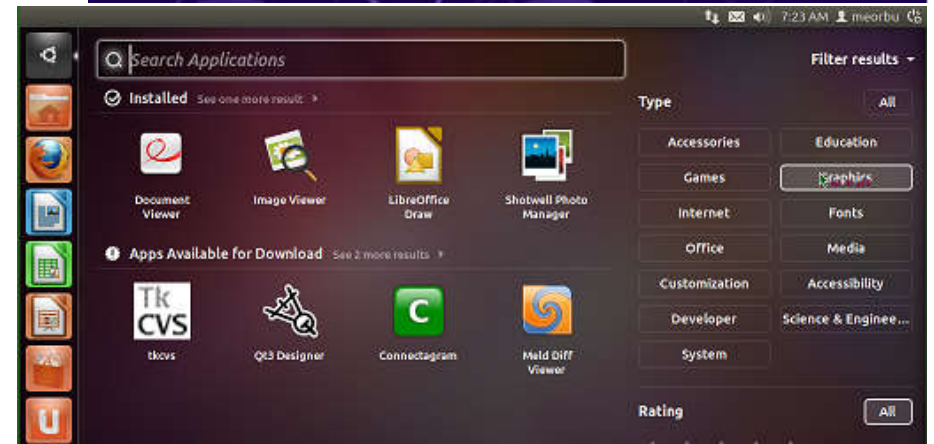 7:23 AM meorbu
Search Applications
Filter results
Installed See one more result
Type All
Accessories Education
Games Graphics
Document Viewer
Image Viewer
LibreOffice Draw
Shotwell Photo Manager
Internet Fonts
Office Media
Apps Available for Download See 2 more results
Customization Accessibility
Developer Science & Enginee...
System
Tk CVS
C
tkcvs
Qt3 Designer
Connectagram
Meld Diff Viewer
Rating All